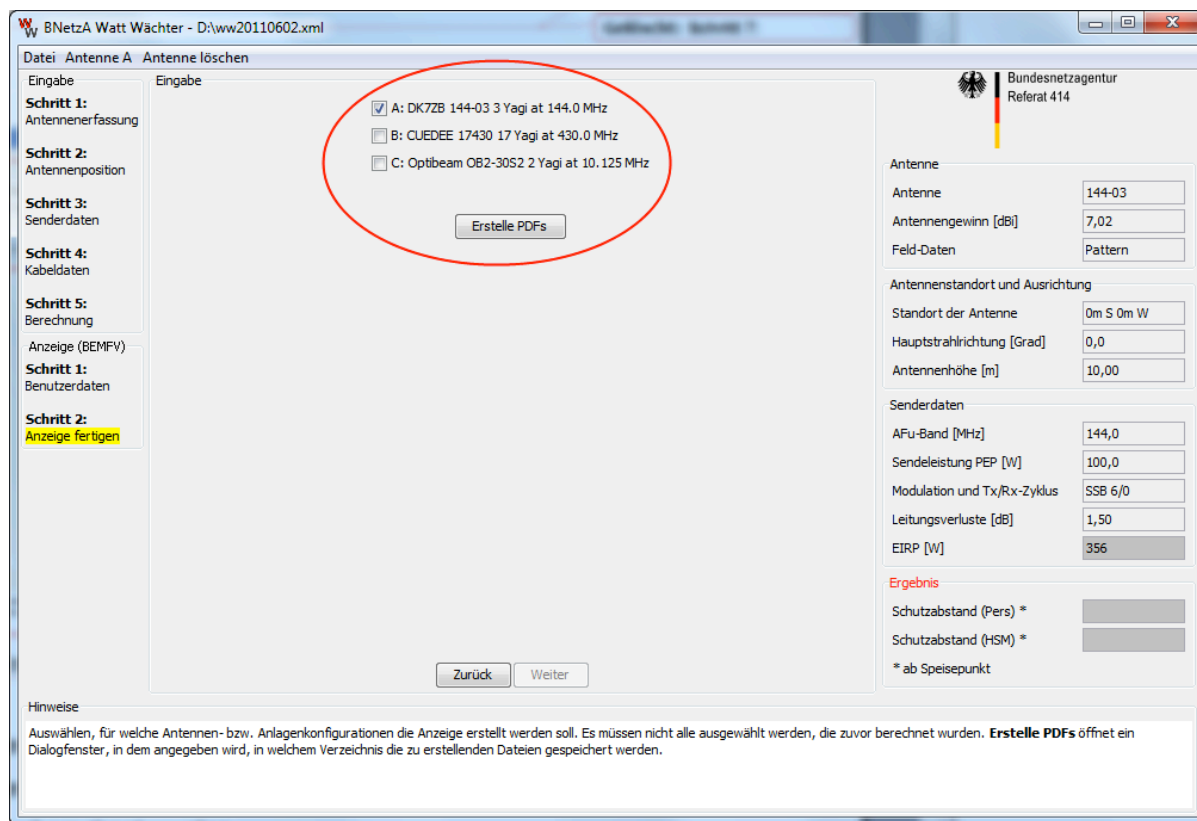 BNetzA Watt Wächter - D:\ww20110602.xml
Datei Antenne A Antenne löschen
Eingabe
Schritt 1:
Antennenerfassung
Schritt 2:
Antennenposition
Schritt 3:
Senderdaten
Schritt 4:
Kabeldaten
Schritt 5:
Berechnung
Anzeige (BEMFV)
Schritt 1:
Benutzerdaten
Schritt 2:
Anzeige fertigen
Eingabe
A: DK7ZB 144-03 3 Yagi at 144.0 MHz
B: CUEDEE 17430 17 Yagi at 430.0 MHz
C: Optibeam OB2-30S2 2 Yagi at 10.125 MHz
Erstelle PDFs
Zurück Weiter
Bundesnetzagentur
Referat 414
Antenne
Antenne 144-03
Antennengewinn [dBi] 7,02
Feld-Daten Pattern
Antennenstandort und Ausrichtung
Standort der Antenne 0m S 0m W
Hauptstrahlrichtung [Grad] 0,0
Antennenhöhe [m] 10,00
Senderdaten
AFu-Band [MHz] 144,0
Sendeleistung PEP [W] 100,0
Modulation und Tx/Rx-Zyklus SSB 6/0
Leitungsverluste [dB] 1,50
EIRP [W] 356
Ergebnis
Schutzabstand (Pers) *
Schutzabstand (HSM) *
* ab Speisepunkt
Hinweise
Auswählen, für welche Antennen- bzw. Anlagenkonfigurationen die Anzeige erstellt werden soll. Es müssen nicht alle ausgewählt werden, die zuvor berechnet wurden. Erstelle PDFs öffnet ein
Dialogfenster, in dem angegeben wird, in welchem Verzeichnis die zu erstellenden Dateien gespeichert werden.